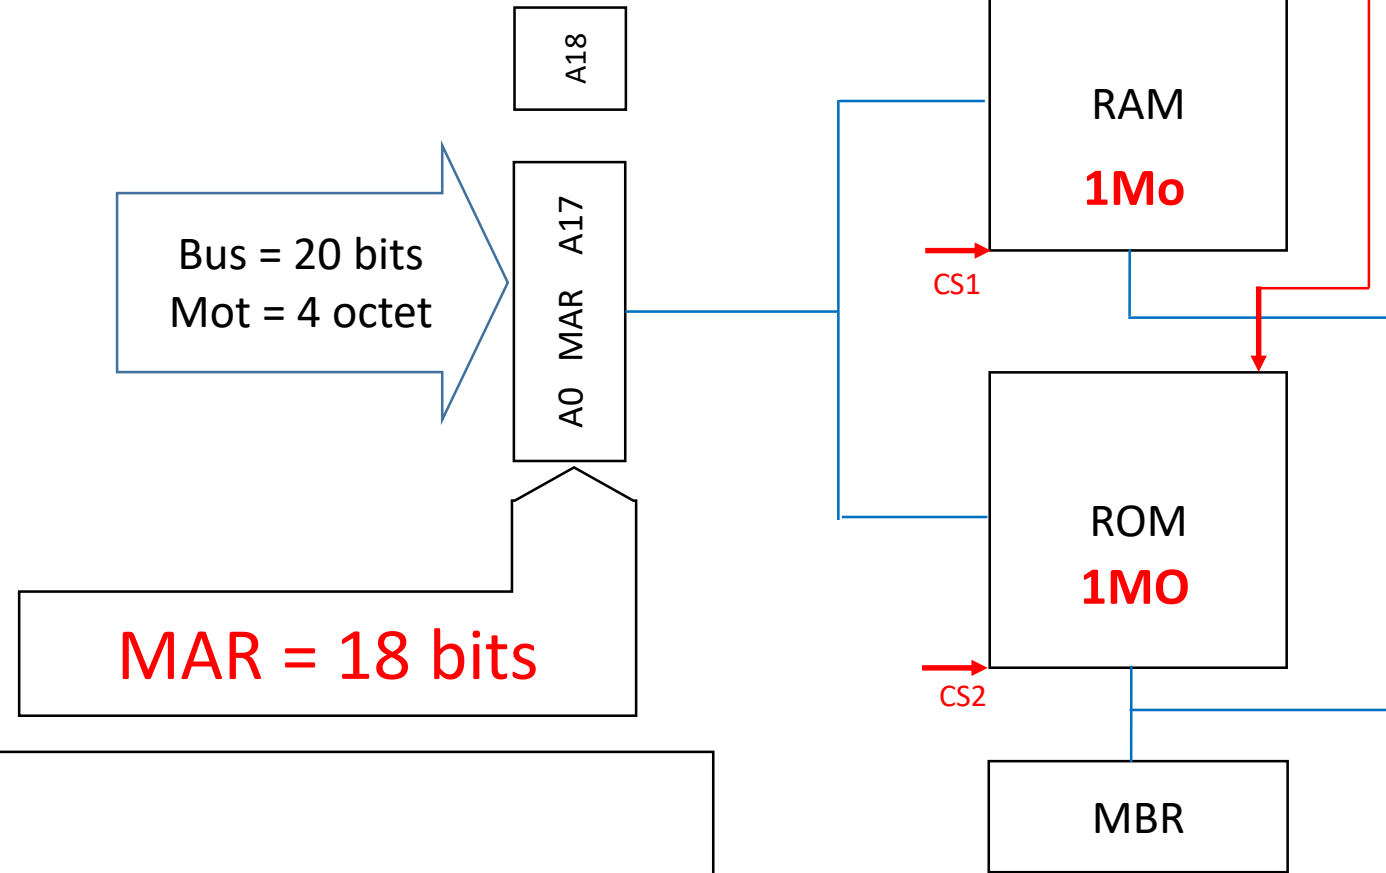 A18
Bus = 20 bits
Mot = 4 octet
A0 MAR A17
MAR = 18 bits
RAM
1Mo
CS1
ROM
1MO
CS2
MBR